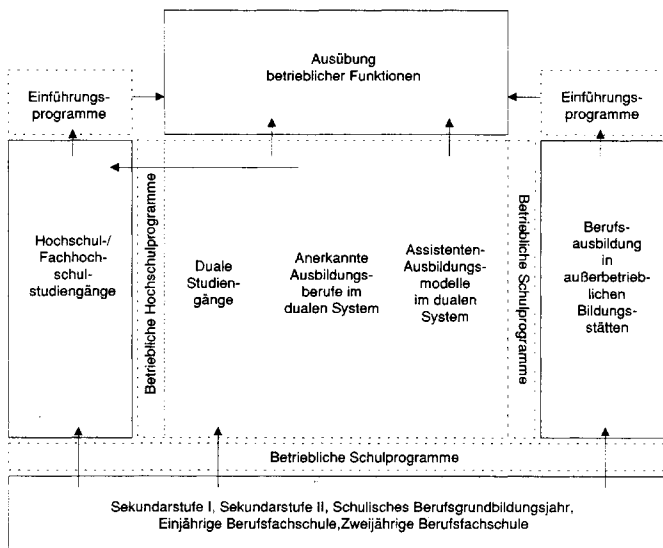 Ausübung
betrieblicher Funktionen
Einführungs-
programme
Einführungs-
programme
Hochschul-/
Fachhoch-
schul-
studiengänge
Betriebliche Hochschulprogramme
Duale
Studien-
gänge
Anerkannte
Ausbildungs-
berufe im
dualen System
Assistenten-
Ausbildungs-
modelle
im dualen
System
Betriebliche Schulprogramme
Berufs-
ausbildung
in
außerbetrieb-
lichen
Bildungs-
stätten
Betriebliche Schulprogramme
Sekundarstufe I, Sekundarstufe II, Schulisches Berufsgrundbildungsjahr,
Einjährige Berufsfachschule,Zweijährige Berufsfachschule